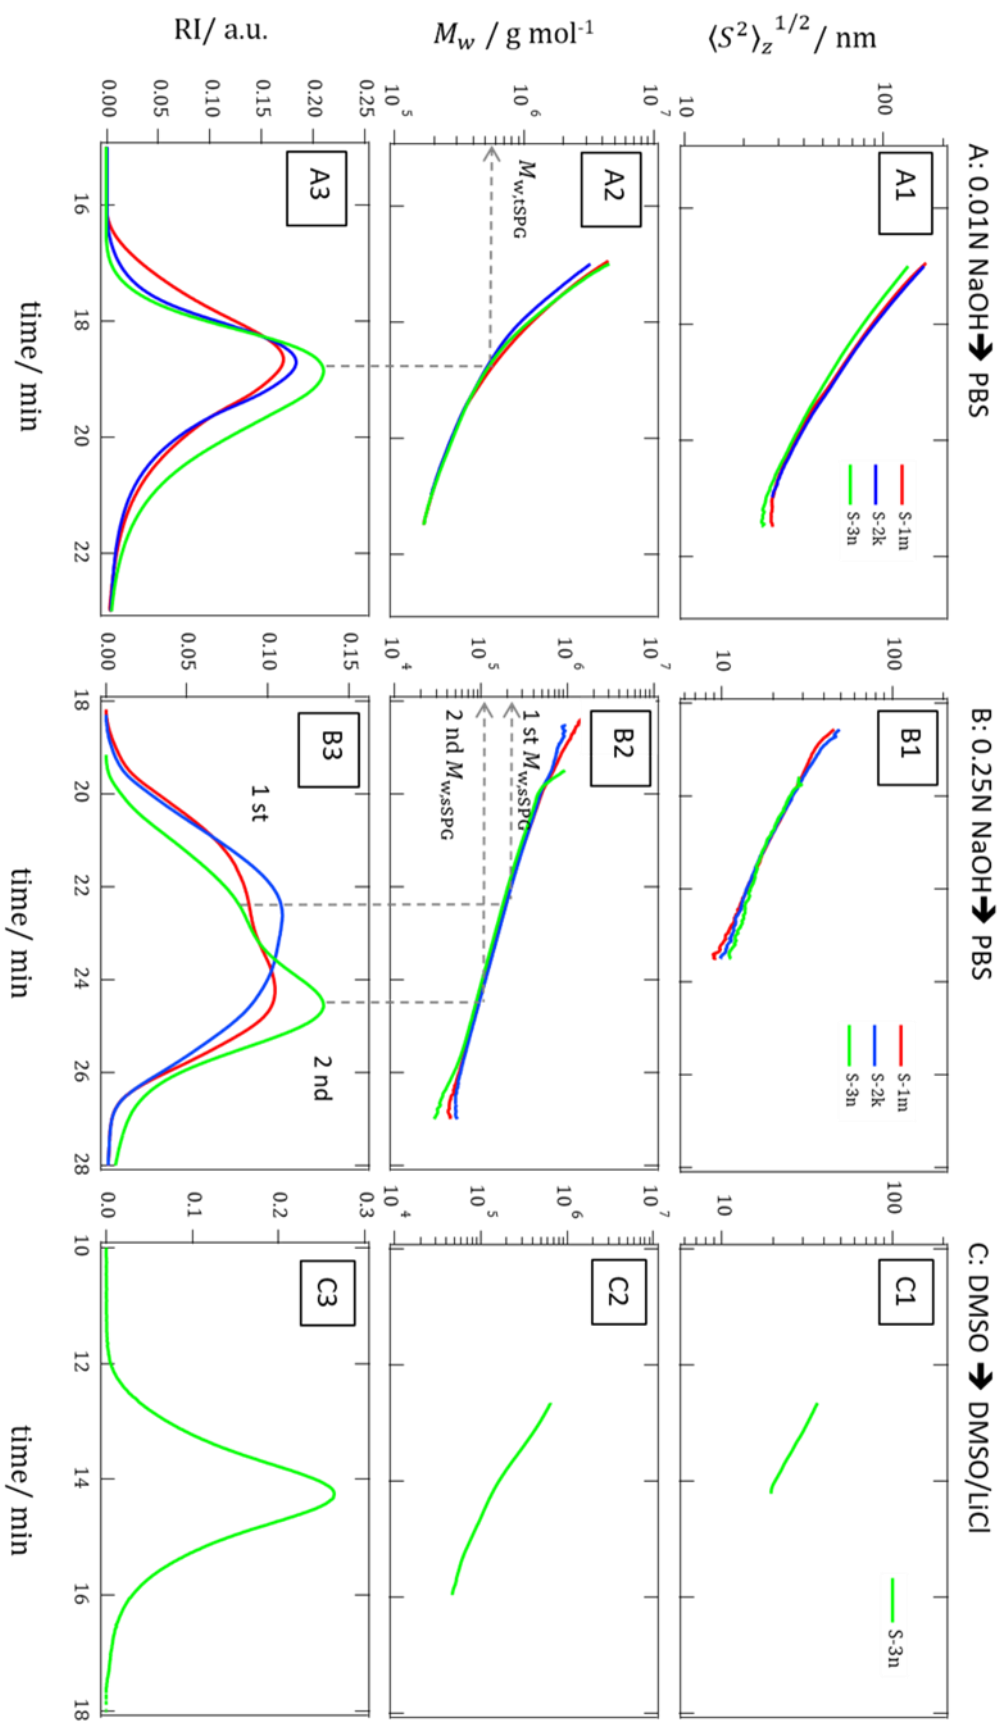 A: 0.01N NaOH➔ PBS
⟨S²⟩z^1/2 / nm
100
10
A1
S-1m
S-2k
S-3n
M_w / g mol⁻¹
10⁷
10⁶
10⁵
A2
M_w,tSPG
RI/ a.u.
0.25
0.20
0.15
0.10
0.05
0.00
A3
16
18
20
22
time/ min
B: 0.25N NaOH➔ PBS
100
10
B1
S-1m
S-2k
S-3n
10⁷
10⁶
10⁵
10⁴
B2
1 st M_w,sSPG
2 nd M_w,sSPG
0.15
0.10
0.05
0.00
B3
1 st
2 nd
18
20
22
24
26
28
time/ min
C: DMSO ➔ DMSO/LiCl
100
10
C1
S-3n
10⁷
10⁶
10⁵
10⁴
C2
0.3
0.2
0.1
0.0
C3
10
12
14
16
18
time/ min